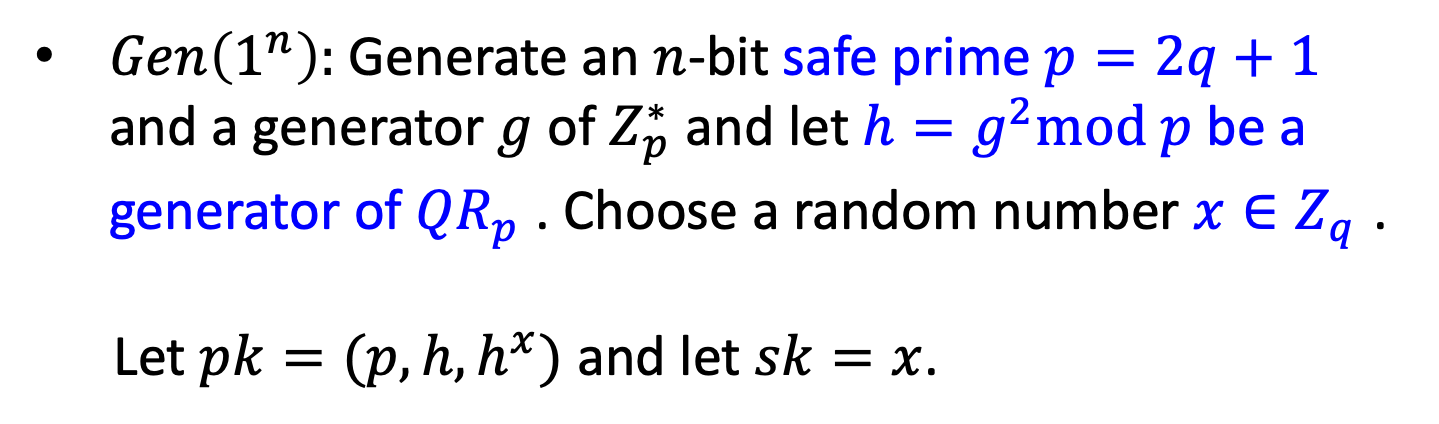 • Gen(1ⁿ): Generate an n-bit safe prime p = 2q + 1
and a generator g of Z*ₚ and let h = g² mod p be a
generator of QRₚ . Choose a random number x ∈ Z_q .
Let pk = (p, h, hˣ) and let sk = x.